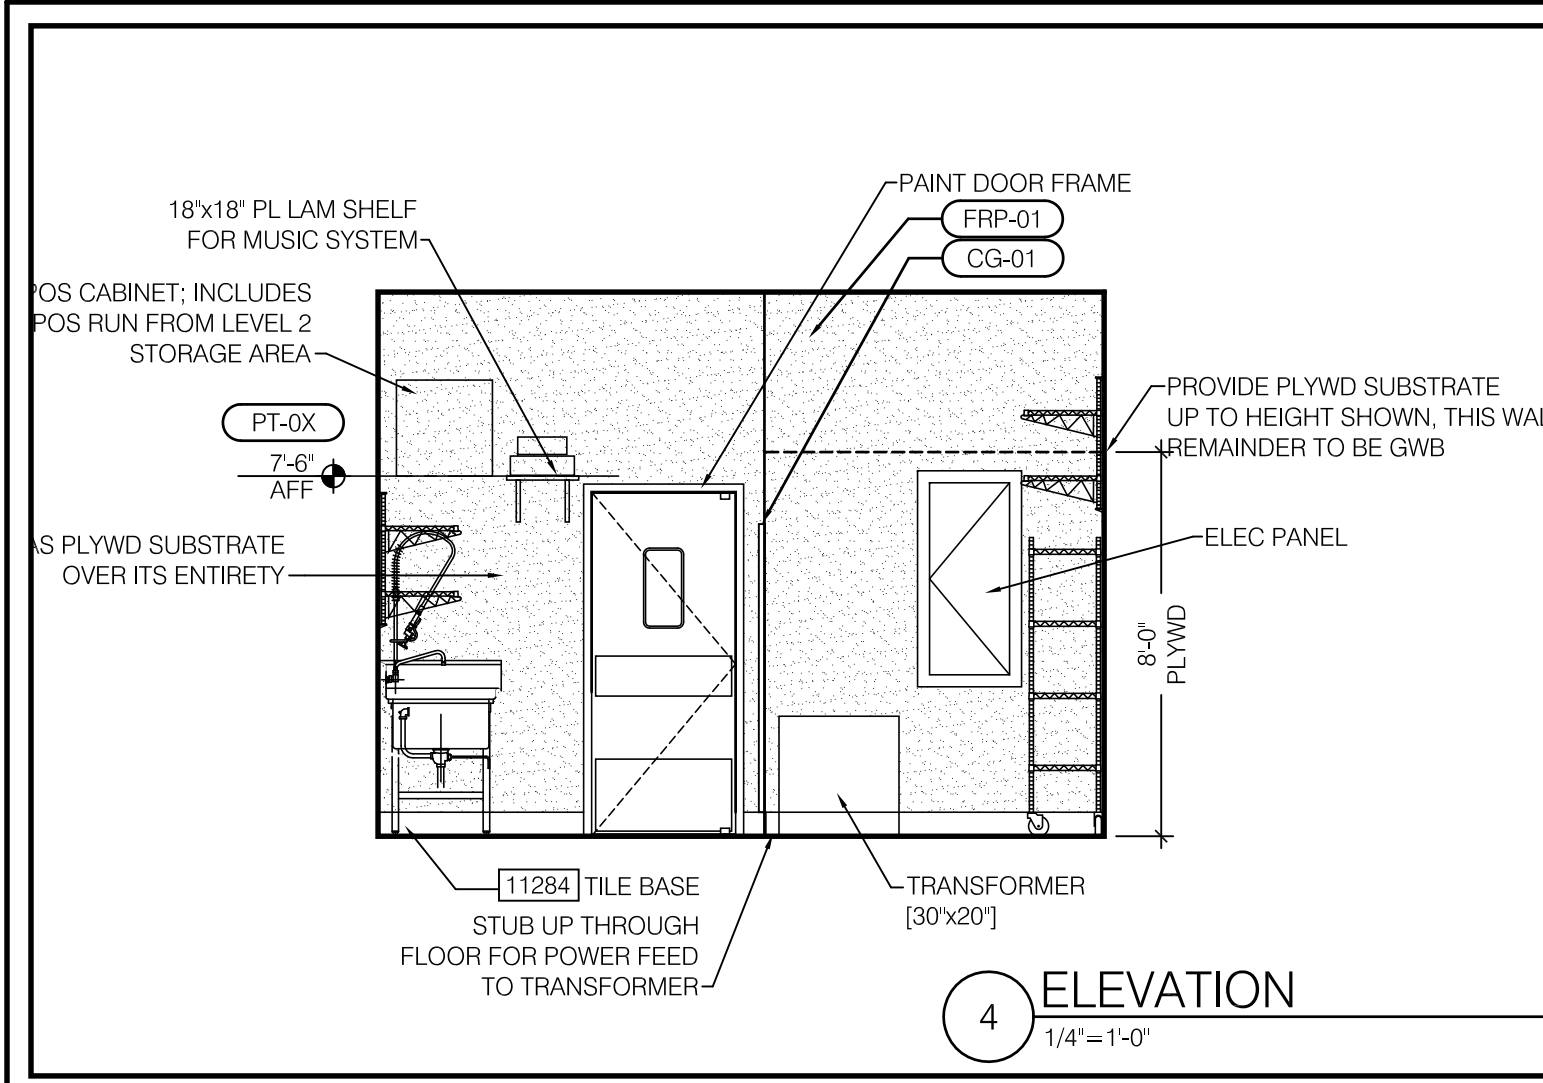 PAINT DOOR FRAME
FRP-01
CG-01
18"x18" PL LAM SHELF
FOR MUSIC SYSTEM
POS CABINET; INCLUDES
POS RUN FROM LEVEL 2
STORAGE AREA
PT-0X
7'-6"
AFF
AS PLYWD SUBSTRATE
OVER ITS ENTIRETY
PROVIDE PLYWD SUBSTRATE
UP TO HEIGHT SHOWN, THIS WAL
REMAINDER TO BE GWB
ELEC PANEL
8'-0"
PLYWD
11284 TILE BASE
STUB UP THROUGH
FLOOR FOR POWER FEED
TO TRANSFORMER
TRANSFORMER
[30"x20"]
4 ELEVATION
1/4"=1'-0"